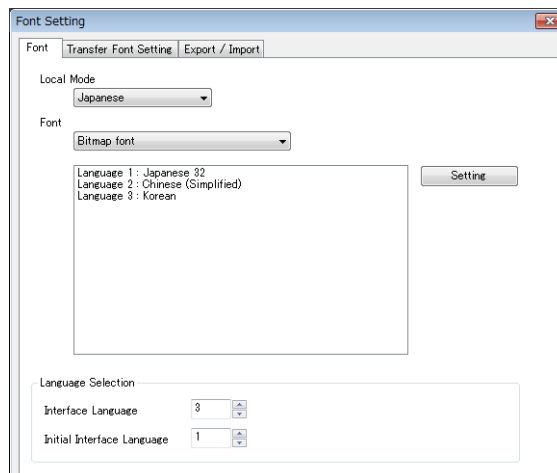 Font Setting
Font Transfer Font Setting Export / Import
Local Mode
Japanese
Font
Bitmap font
Language 1 : Japanese 32
Language 2 : Chinese (Simplified)
Language 3 : Korean
Setting
Language Selection
Interface Language 3
Initial Interface Language 1